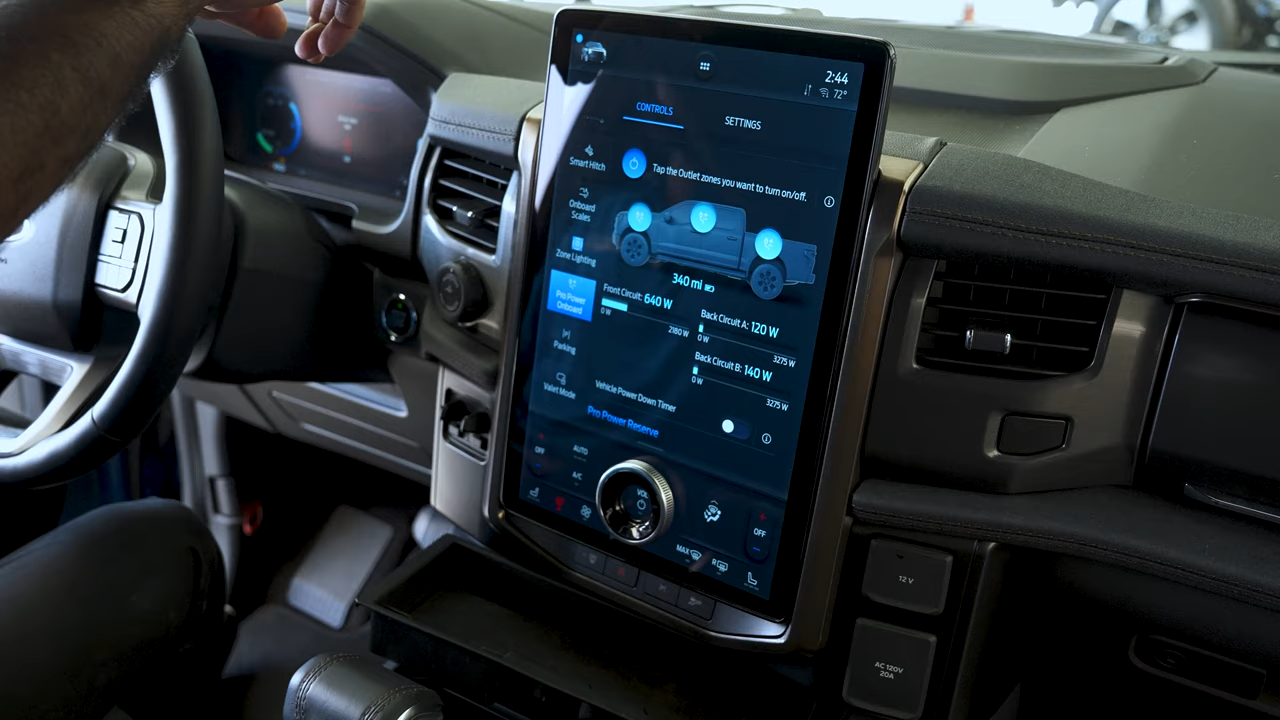 2:44
72°
CONTROLS
SETTINGS
Smart Hitch
Tap the Outlet zones you want to turn on/off.
Onboard
Scales
Zone Lighting
340 mi
Pro Power
Onboard
Front Circuit: 640 W
0 W
2180 W
Back Circuit A: 120 W
0 W
3275 W
Parking
Back Circuit B: 140 W
0 W
3275 W
Valet Mode
Vehicle Power Down Timer
Pro Power Reserve
OFF
AUTO
A/C
VOL
OFF
MAX
R
12 V
AC 120V
20A